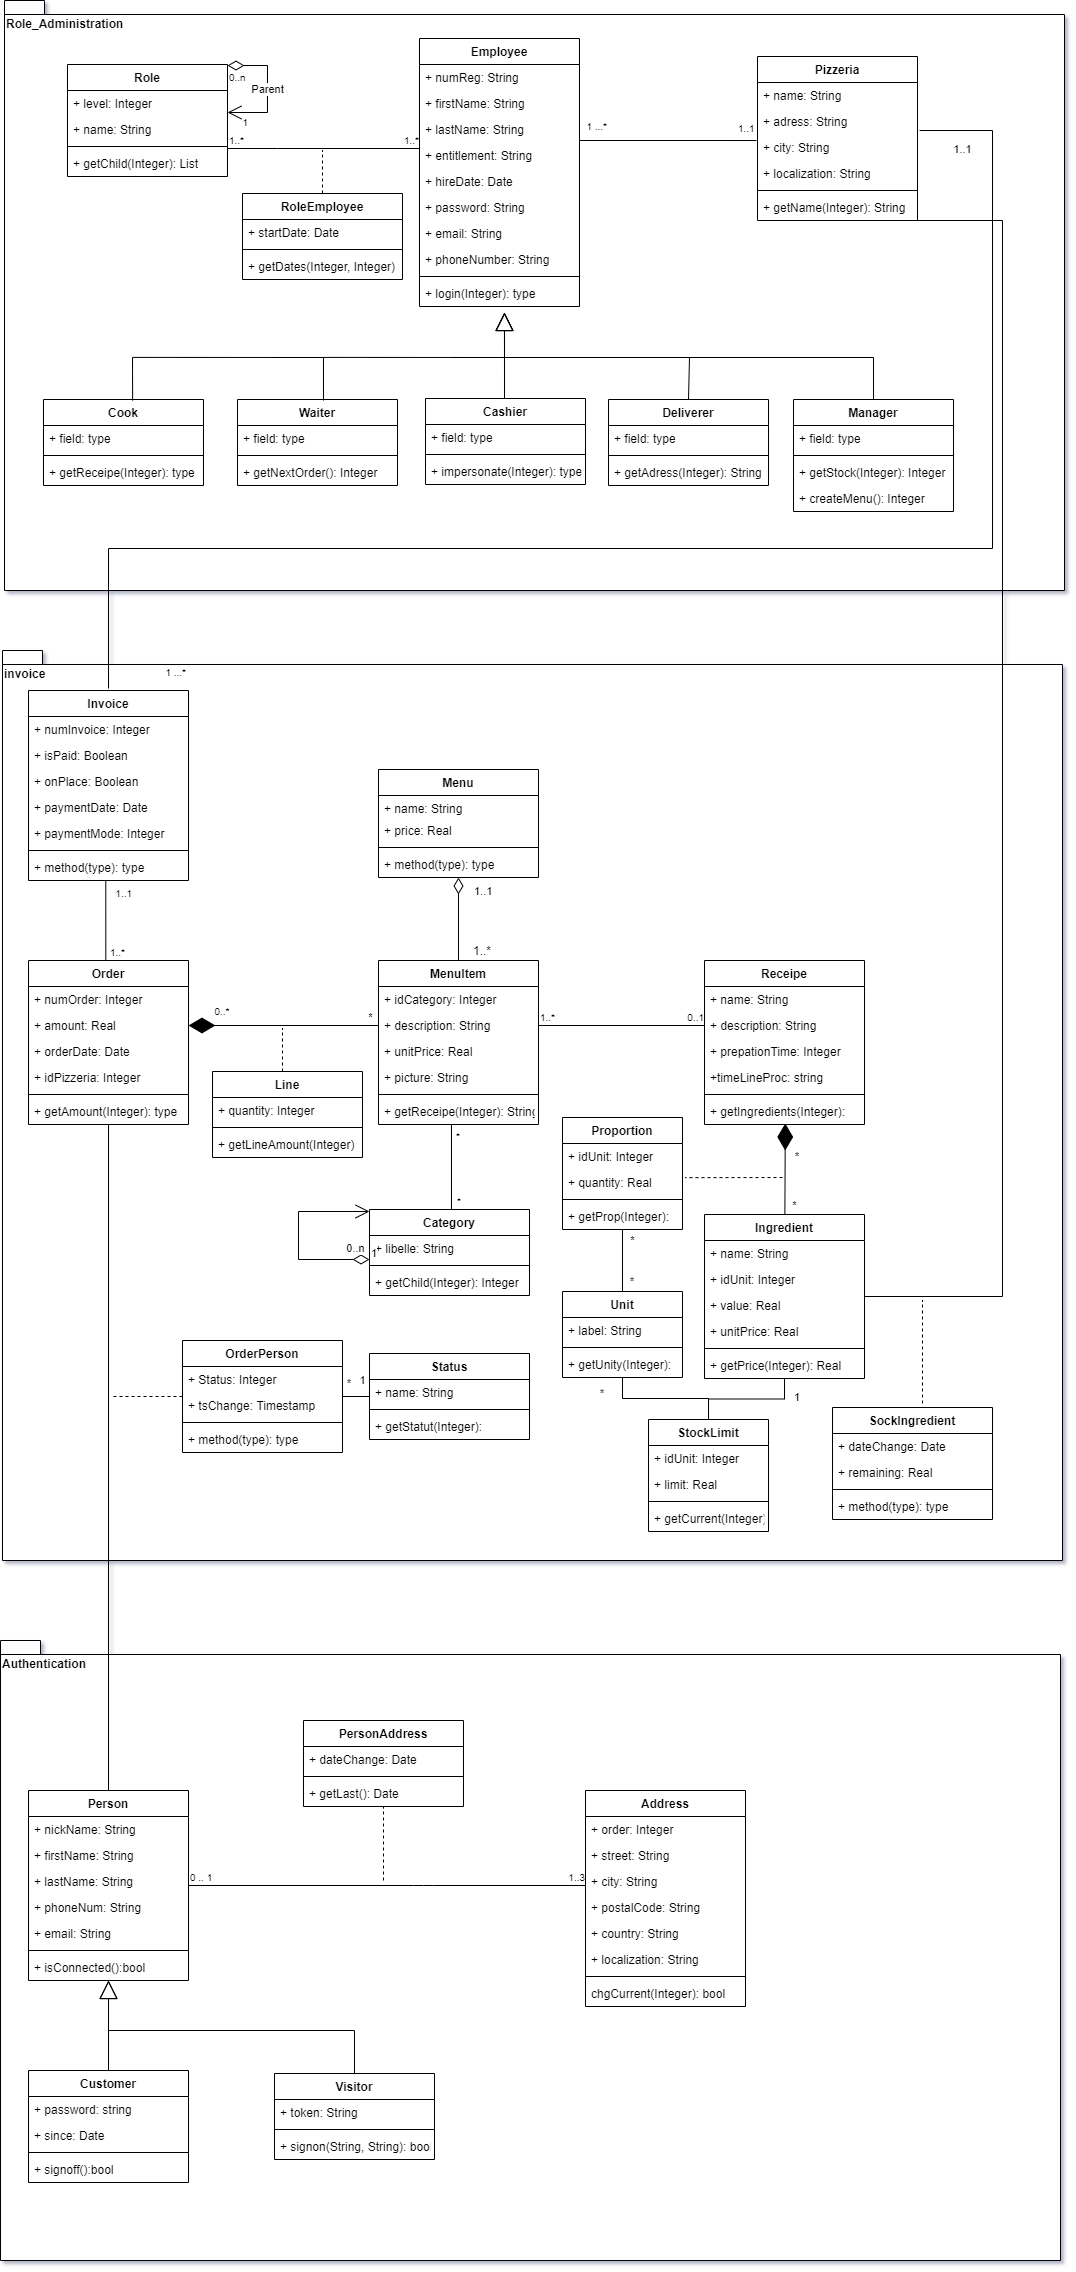 Role_Administration
Role
+ level: Integer
+ name: String
+ getChild(Integer): List
0..n
Parent
1
1..*
1..*
RoleEmployee
+ startDate: Date
+ getDates(Integer, Integer)
Employee
+ numReg: String
+ firstName: String
+ lastName: String
+ entitlement: String
+ hireDate: Date
+ password: String
+ email: String
+ phoneNumber: String
+ login(Integer): type
1 ...*
1..1
Pizzeria
+ name: String
+ adress: String
+ city: String
+ localization: String
+ getName(Integer): String
1..1
Cook
+ field: type
+ getReceipe(Integer): type
Waiter
+ field: type
+ getNextOrder(): Integer
Cashier
+ field: type
+ impersonate(Integer): type
Deliverer
+ field: type
+ getAdress(Integer): String
Manager
+ field: type
+ getStock(Integer): Integer
+ createMenu(): Integer
invoice
1 ...*
Invoice
+ numInvoice: Integer
+ isPaid: Boolean
+ onPlace: Boolean
+ paymentDate: Date
+ paymentMode: Integer
+ method(type): type
1..1
1..*
Menu
+ name: String
+ price: Real
+ method(type): type
1..1
1..*
Order
+ numOrder: Integer
+ amount: Real
+ orderDate: Date
+ idPizzeria: Integer
+ getAmount(Integer): type
0..*
*
Line
+ quantity: Integer
+ getLineAmount(Integer)
MenuItem
+ idCategory: Integer
+ description: String
+ unitPrice: Real
+ picture: String
+ getReceipe(Integer): String
1..*
0..1
Receipe
+ name: String
+ description: String
+ prepationTime: Integer
+timeLineProc: string
+ getIngredients(Integer):
*
*
Proportion
+ idUnit: Integer
+ quantity: Real
+ getProp(Integer):
*
*
*
*
Category
+ libelle: String
+ getChild(Integer): Integer
0..n
1
Unit
+ label: String
+ getUnity(Integer):
*
Ingredient
+ name: String
+ idUnit: Integer
+ value: Real
+ unitPrice: Real
+ getPrice(Integer): Real
1
OrderPerson
+ Status: Integer
+ tsChange: Timestamp
+ method(type): type
*
1
Status
+ name: String
+ getStatut(Integer):
StockLimit
+ idUnit: Integer
+ limit: Real
+ getCurrent(Integer)
SockIngredient
+ dateChange: Date
+ remaining: Real
+ method(type): type
Authentication
PersonAddress
+ dateChange: Date
+ getLast(): Date
Person
+ nickName: String
+ firstName: String
+ lastName: String
+ phoneNum: String
+ email: String
+ isConnected():bool
0 .. 1
1..3
Address
+ order: Integer
+ street: String
+ city: String
+ postalCode: String
+ country: String
+ localization: String
chgCurrent(Integer): bool
Customer
+ password: string
+ since: Date
+ signoff():bool
Visitor
+ token: String
+ signon(String, String): bool